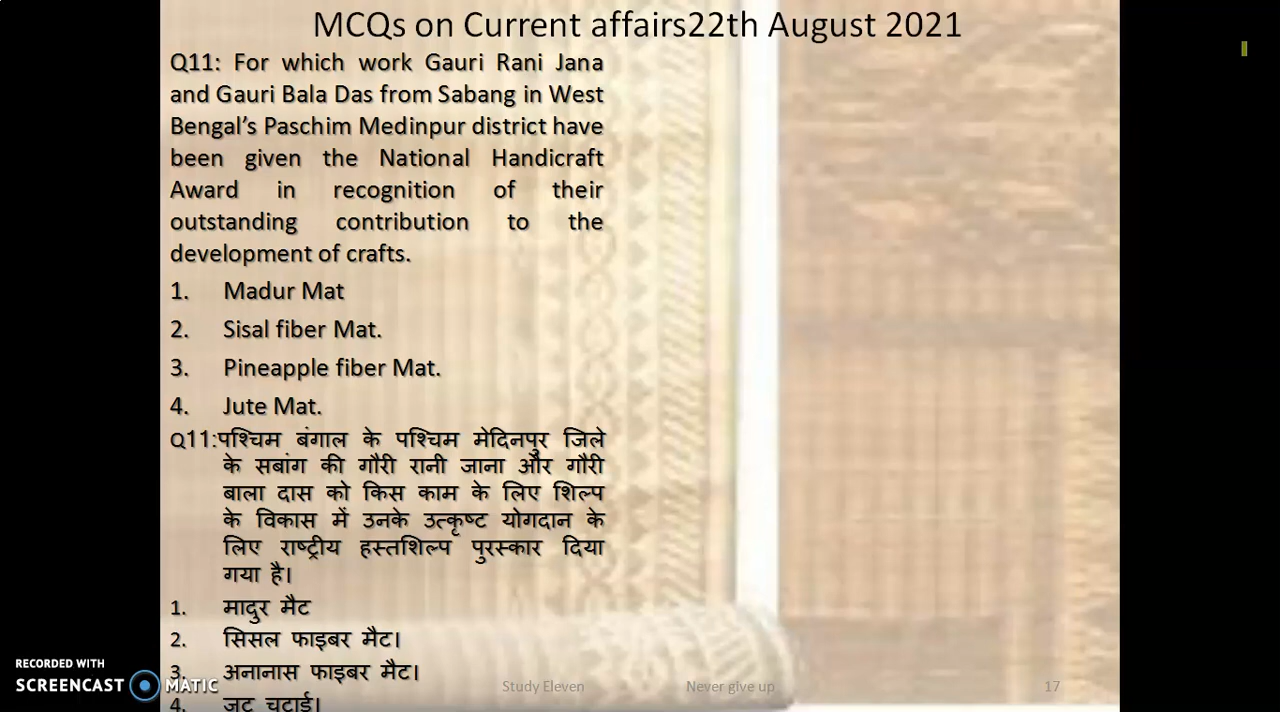 MCQs on Current affairs22th August 2021
Q11: For which work Gauri Rani Jana
and Gauri Bala Das from Sabang in West
Bengal’s Paschim Medinpur district have
been given the National Handicraft
Award in recognition of their
outstanding contribution to the
development of crafts.
1. Madur Mat
2. Sisal fiber Mat.
3. Pineapple fiber Mat.
4. Jute Mat.
Q11:पश्चिम बंगाल के पश्चिम मेदिनपुर जिले
के सबांग की गौरी रानी जाना और गौरी
बाला दास को किस काम के लिए शिल्प
के विकास में उनके उत्कृष्ट योगदान के
लिए राष्ट्रीय हस्तशिल्प पुरस्कार दिया
गया है।
1. मादुर मैट
2. सिसल फाइबर मैट।
3. अनानास फाइबर मैट।
4. जूट चटाई।
Study Eleven Never give up 17
RECORDED WITH
SCREENCAST MATIC